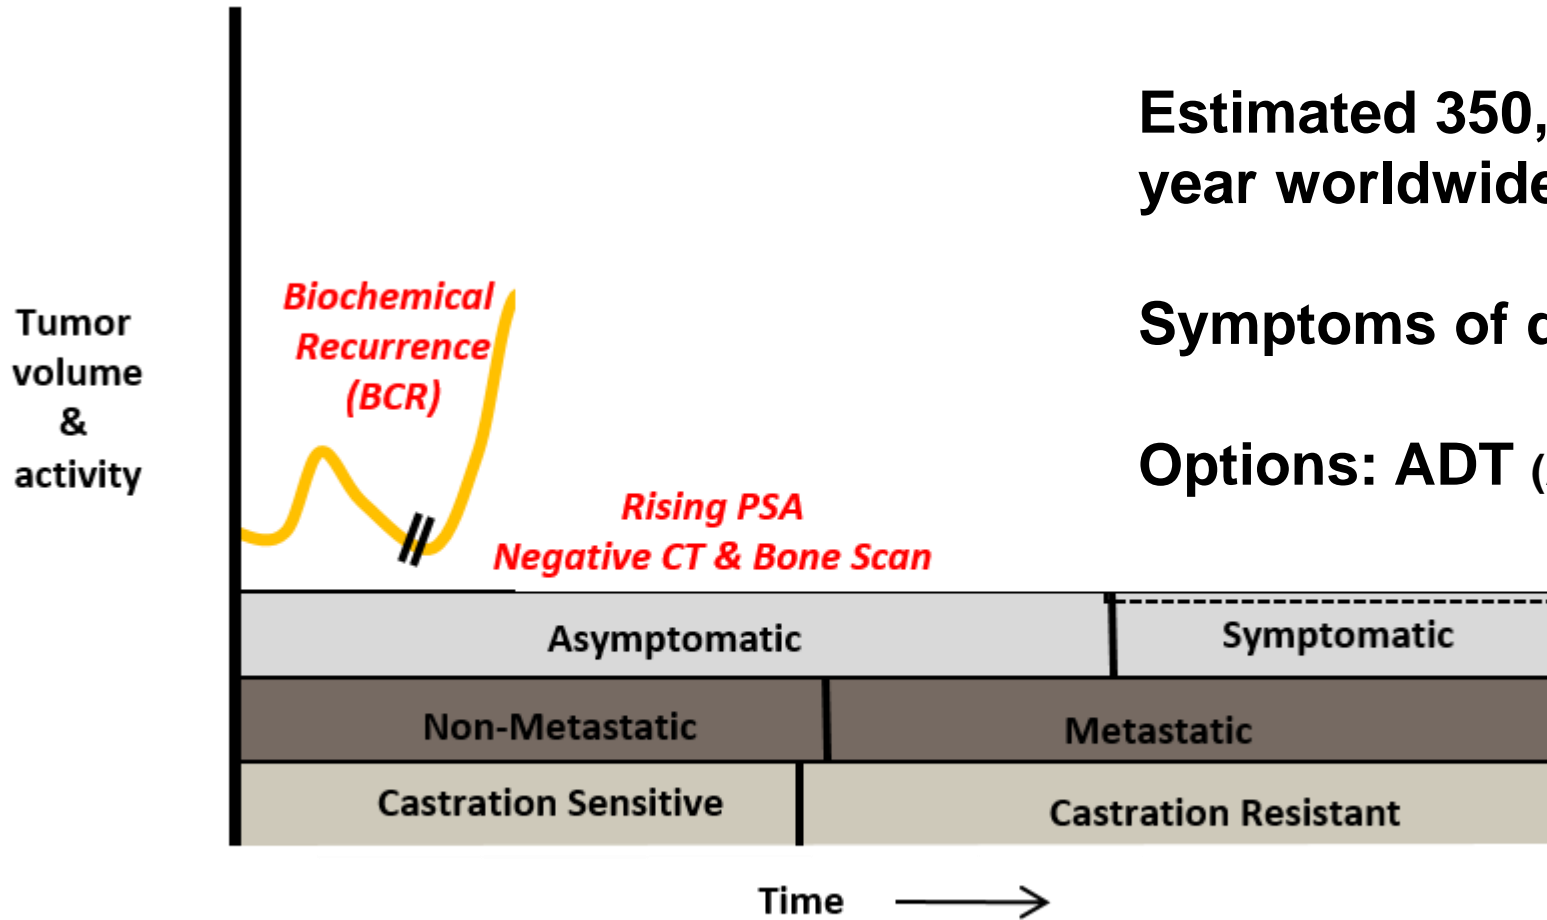 Estimated 350,
year worldwide
Symptoms of
Options: ADT (
Biochemical
Recurrence
(BCR)
Tumor
volume
&
activity
Rising PSA
Negative CT & Bone Scan
Asymptomatic
Symptomatic
Non-Metastatic
Metastatic
Castration Sensitive
Castration Resistant
Time